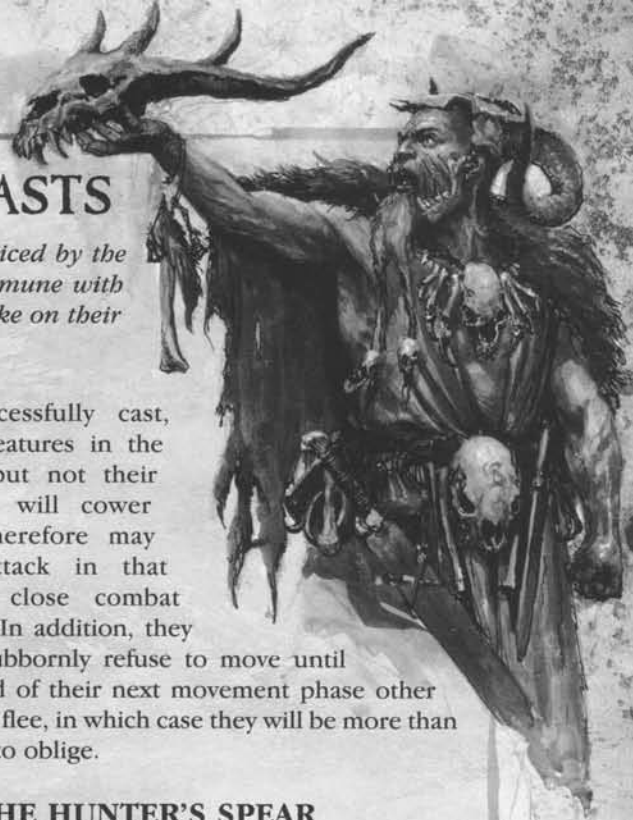 ASTS
iced by the
mune with
ke on their
cessfully cast,
eatures in the
but not their
will cower
herefore may
ttack in that
close combat
In addition, they
ubbornly refuse to move until
d of their next movement phase other
flee, in which case they will be more than
to oblige.
HE HUNTER'S SPEAR